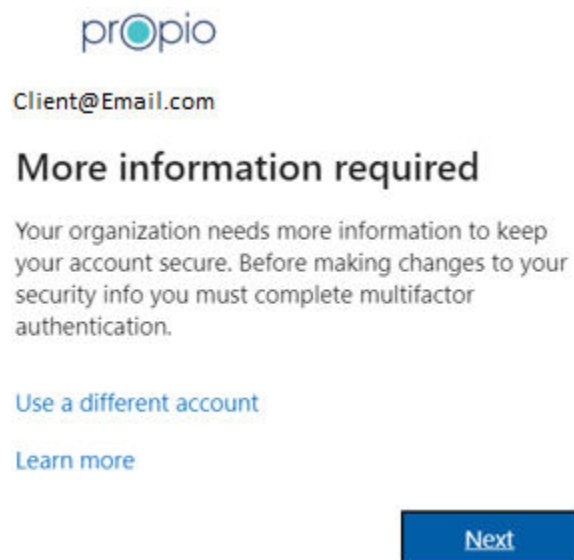 propio
Client@Email.com
More information required
Your organization needs more information to keep
your account secure. Before making changes to your
security info you must complete multifactor
authentication.
Use a different account
Learn more
Next